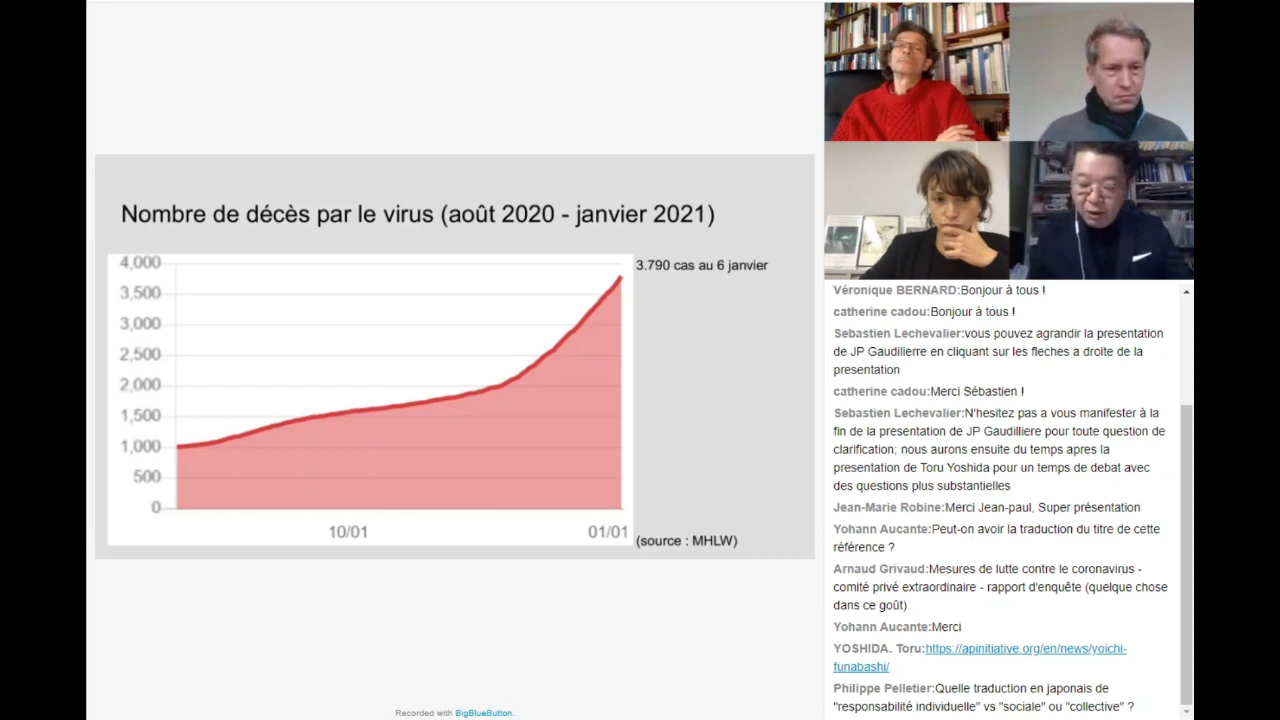 Nombre de décès par le virus (août 2020 - janvier 2021)
4,000
3,500
3,000
2,500
2,000
1,500
1,000
500
0
10/01
01/01
3.790 cas au 6 janvier
(source : MHLW)
Recorded with BigBlueButton.
Véronique BERNARD:Bonjour à tous !
catherine cadou:Bonjour à tous !
Sebastien Lechevalier:vous pouvez agrandir la presentation
de JP Gaudilierre en cliquant sur les fleches a droite de la
presentation
catherine cadou:Merci Sébastien !
Sebastien Lechevalier:N'hesitez pas a vous manifester à la
fin de la presentation de JP Gaudilliere pour toute question de
clarification; nous aurons ensuite du temps apres la
presentation de Toru Yoshida pour un temps de debat avec
des questions plus substantielles
Jean-Marie Robine:Merci Jean-paul, Super présentation
Yohann Aucante:Peut-on avoir la traduction du titre de cette
référence ?
Arnaud Grivaud:Mesures de lutte contre le coronavirus -
comité privé extraordinaire - rapport d'enquête (quelque chose
dans ce goût)
Yohann Aucante:Merci
YOSHIDA. Toru:https://apinitiative.org/en/news/yoichi-
funabashi/
Philippe Pelletier:Quelle traduction en japonais de
"responsabilité individuelle" vs "sociale" ou "collective" ?